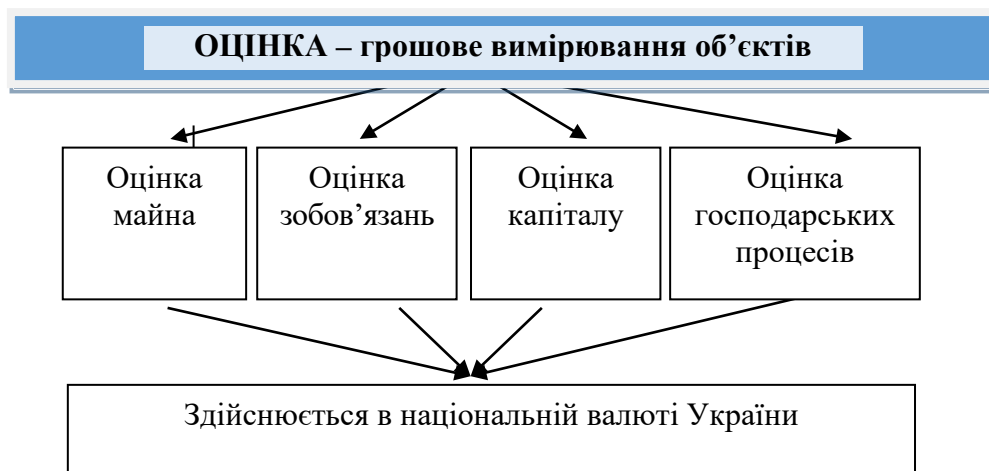 ОЦІНКА – грошове вимірювання об’єктів
Оцінка
майна
Оцінка
зобов’язань
Оцінка
капіталу
Оцінка
господарських
процесів
Здійснюється в національній валюті України